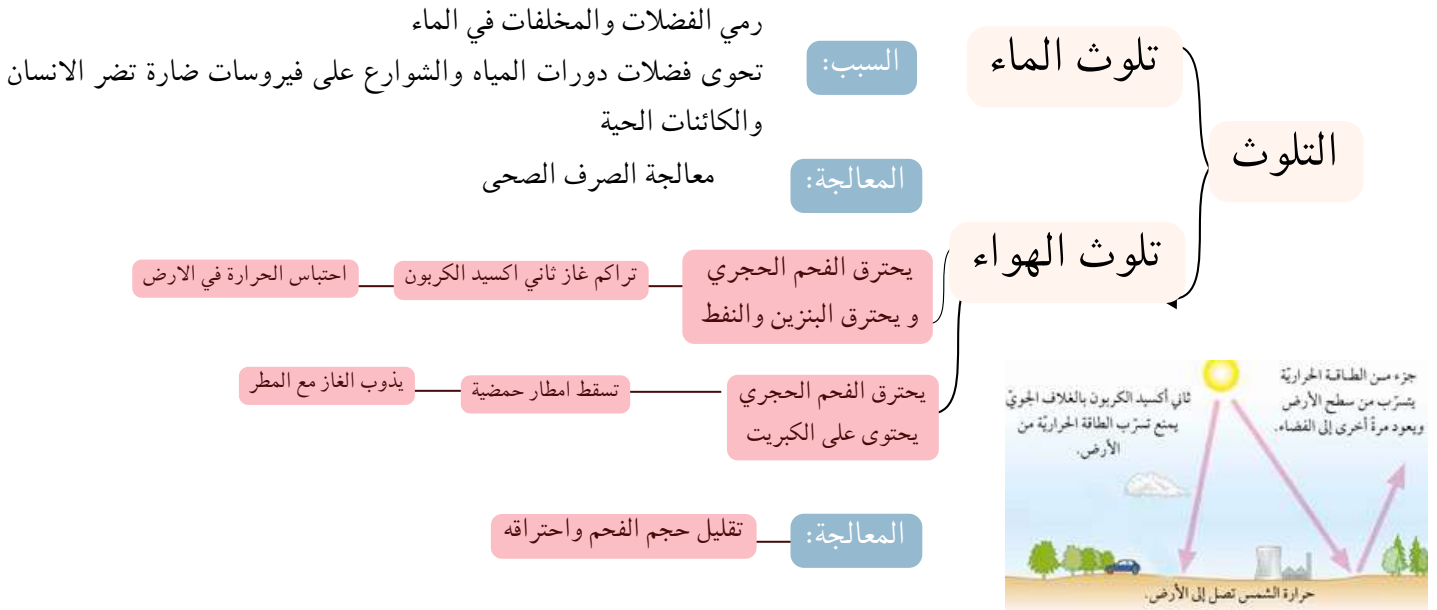 التلوث
تلوث الماء
السبب:
رمي الفضلات والمخلفات في الماء
تحوى فضلات دورات المياه والشوارع على فيروسات ضارة تضر الانسان
والكائنات الحية
المعالجة:
معالجة الصرف الصحى
تلوث الهواء
يحترق الفحم الحجري
و يحترق البنزين والنفط
تراكم غاز ثاني اكسيد الكربون
احتباس الحرارة في الارض
يحترق الفحم الحجري
يحتوى على الكبريت
تسقط امطار حمضية
يذوب الغاز مع المطر
المعالجة:
تقليل حجم الفحم واحتراقه
جزء من الطاقة الحراريّة
يتسرّب من سطح الأرض
ويعود مرةً أخرى إلى الفضاء.
ثاني أكسيد الكربون بالغلاف الجويّ
يمنع تسرّب الطاقة الحراريّة من
الأرض.
حرارة الشمس تصل إلى الأرض.